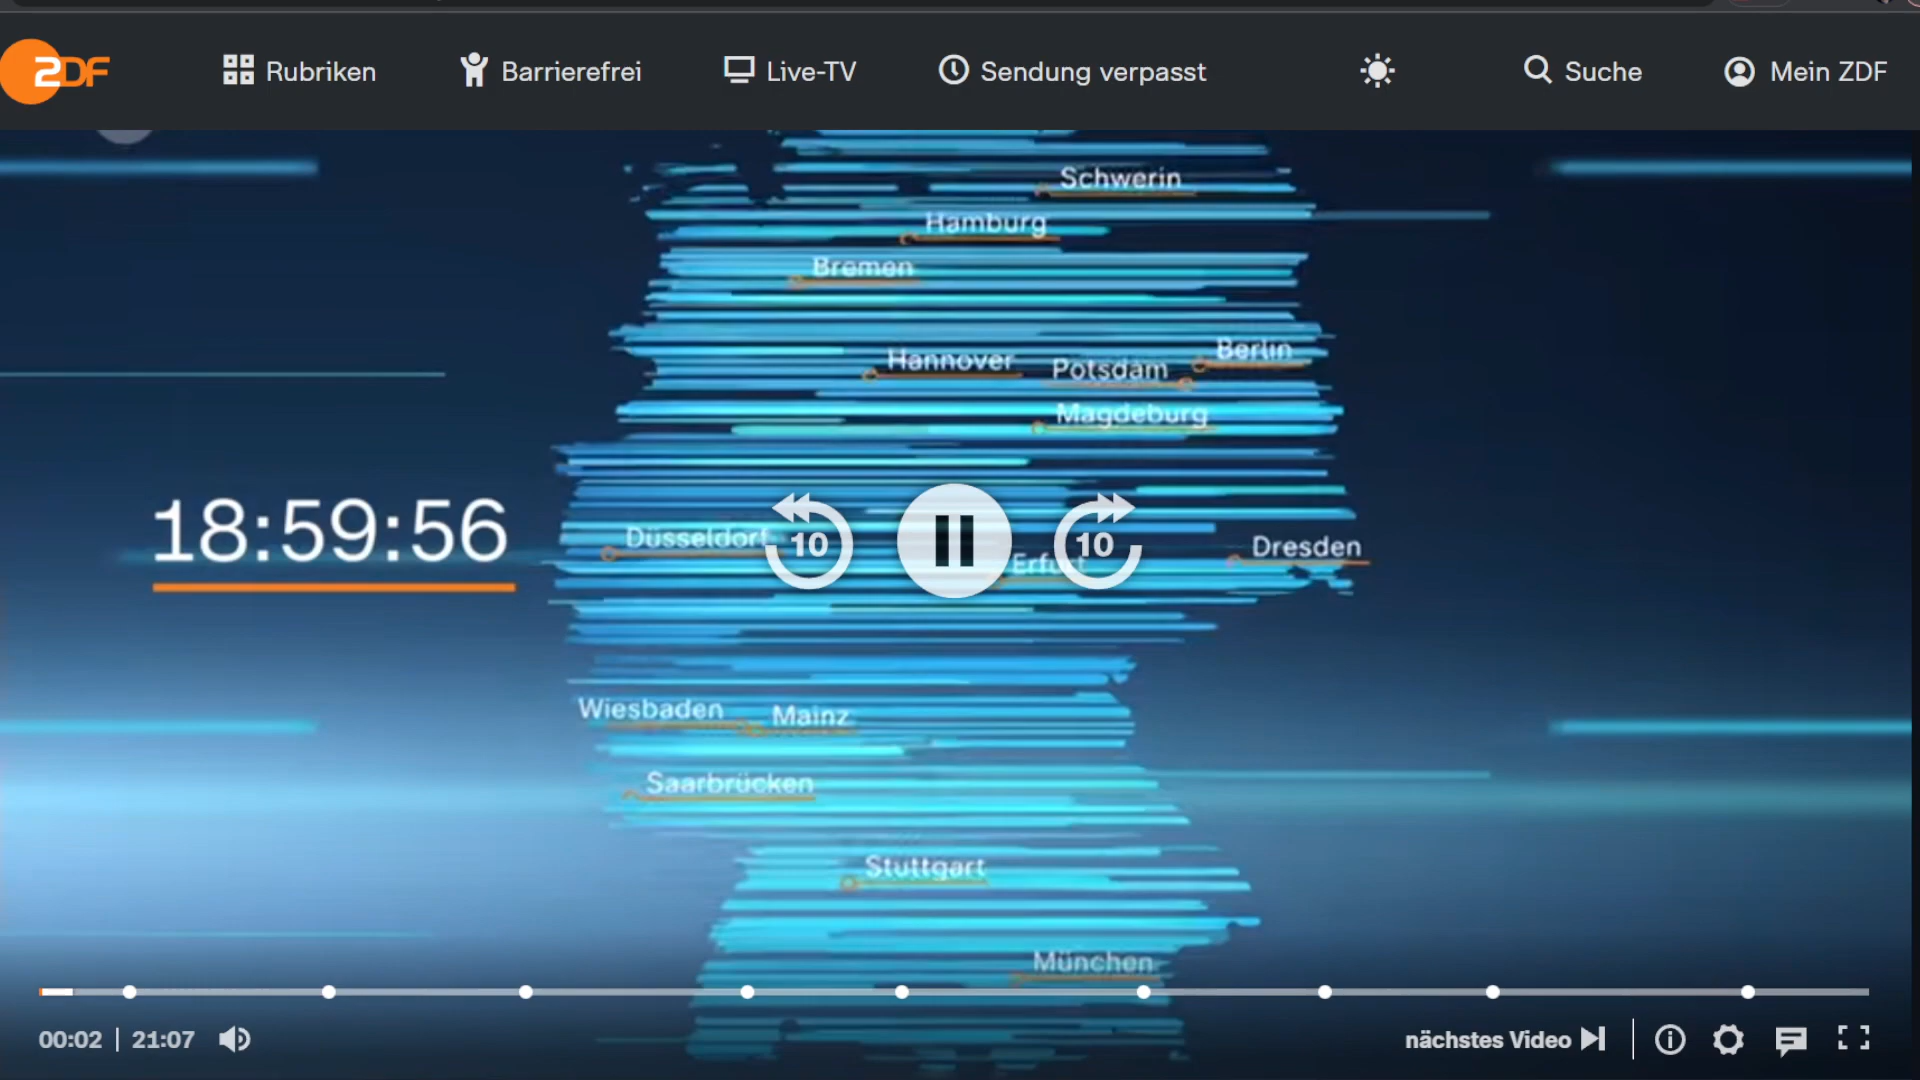 ZDF Rubriken Barrierefrei Live-TV Sendung verpasst Suche Mein ZDF
Schwerin
Hamburg
Bremen
Berlin
Hannover Potsdam
Magdeburg
18:59:56
Düsseldorf 10 10 Dresden
Erfurt
Wiesbaden Mainz
Saarbrücken
Stuttgart
München
00:02 | 21:07 nächstes Video